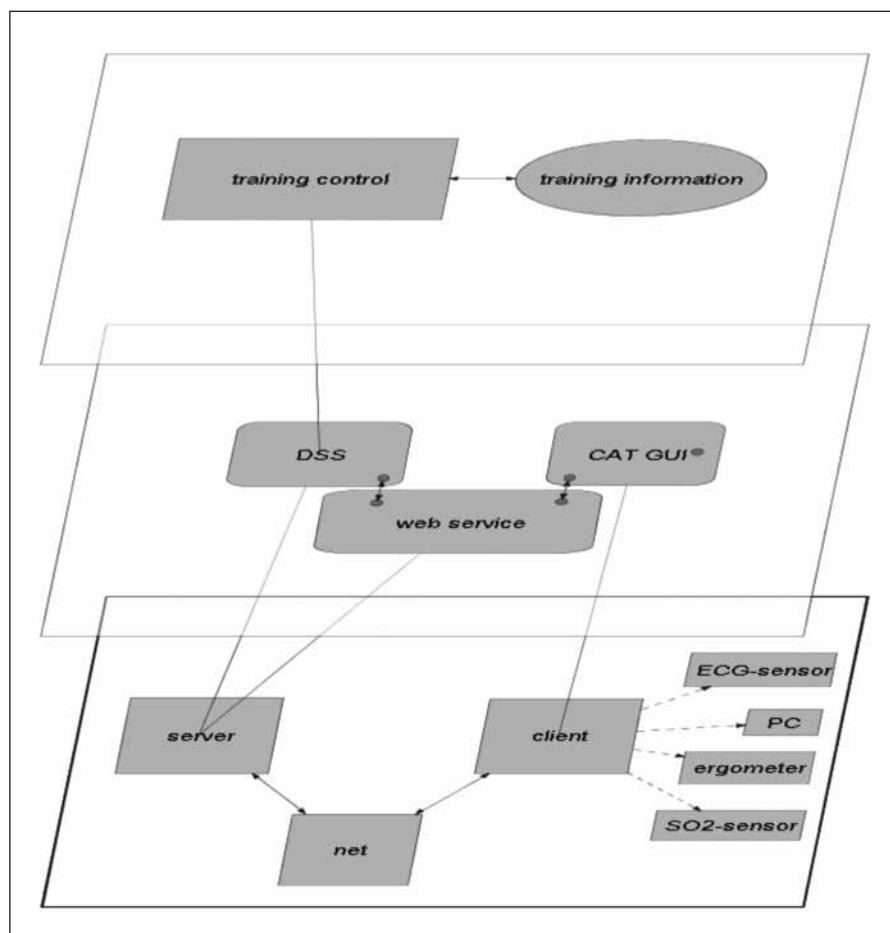 training control
training information
DSS
CAT GUI
web service
ECG-sensor
server
client
PC
ergometer
SO2-sensor
net